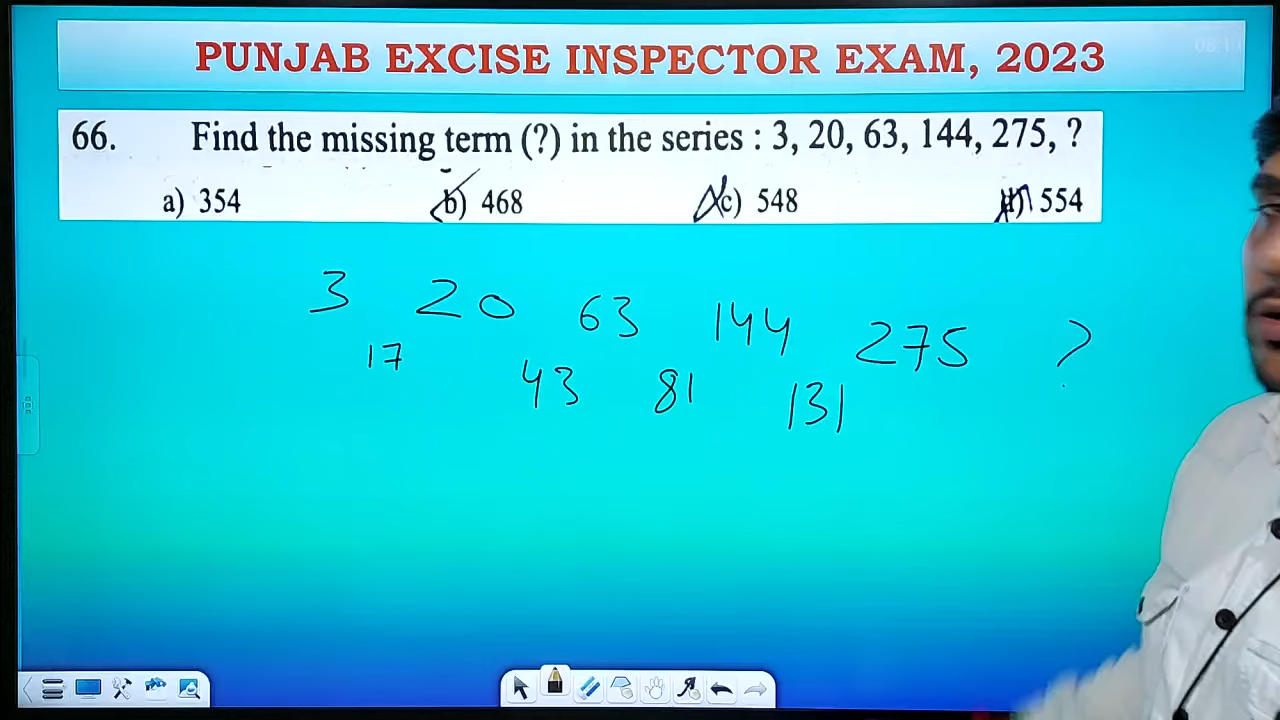 PUNJAB EXCISE INSPECTOR EXAM, 2023
66. Find the missing term (?) in the series : 3, 20, 63, 144, 275, ?
a) 354 b) 468 c) 548 554
3 20 63 144 275 ?
17 43 81 131